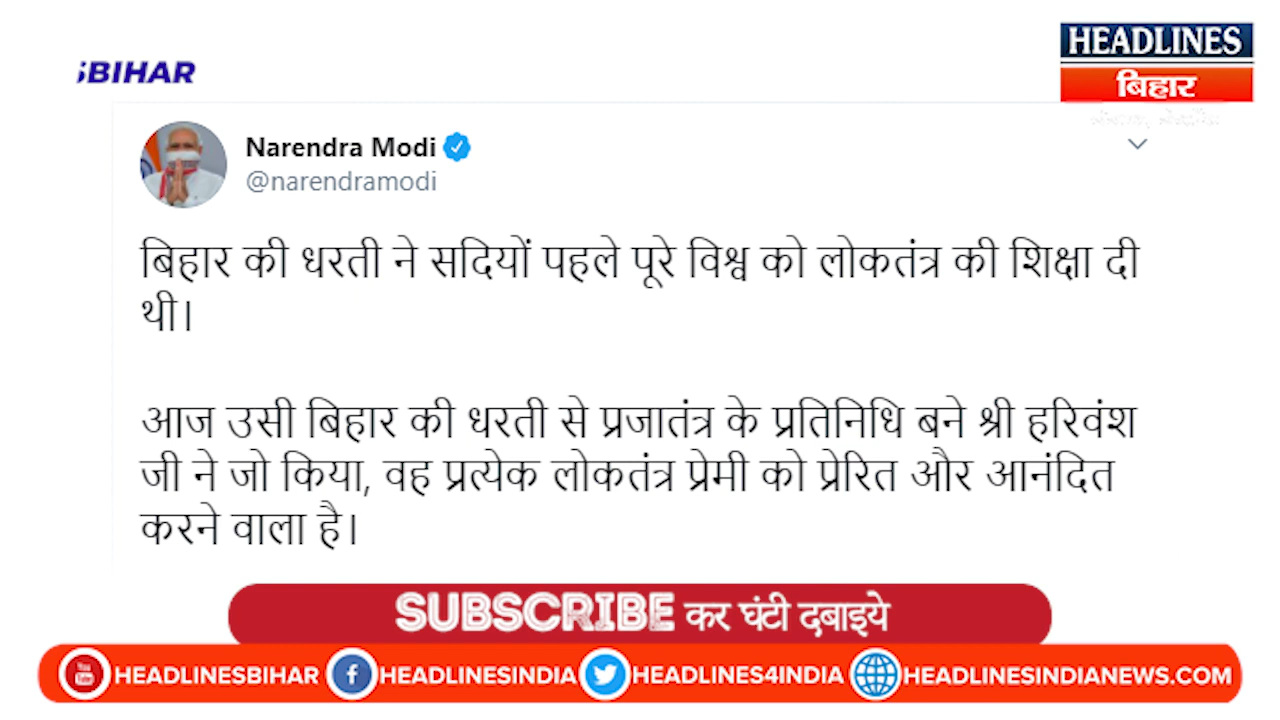 iBIHAR
HEADLINES
बिहार
Narendra Modi
@narendramodi
बिहार की धरती ने सदियों पहले पूरे विश्व को लोकतंत्र की शिक्षा दी
थी।
आज उसी बिहार की धरती से प्रजातंत्र के प्रतिनिधि बने श्री हरिवंश
जी ने जो किया, वह प्रत्येक लोकतंत्र प्रेमी को प्रेरित और आनंदित
करने वाला है।
SUBSCRIBE कर घंटी दबाइये
HEADLINESBIHAR HEADLINESINDIA HEADLINES4INDIA HEADLINESINDIANEWS.COM